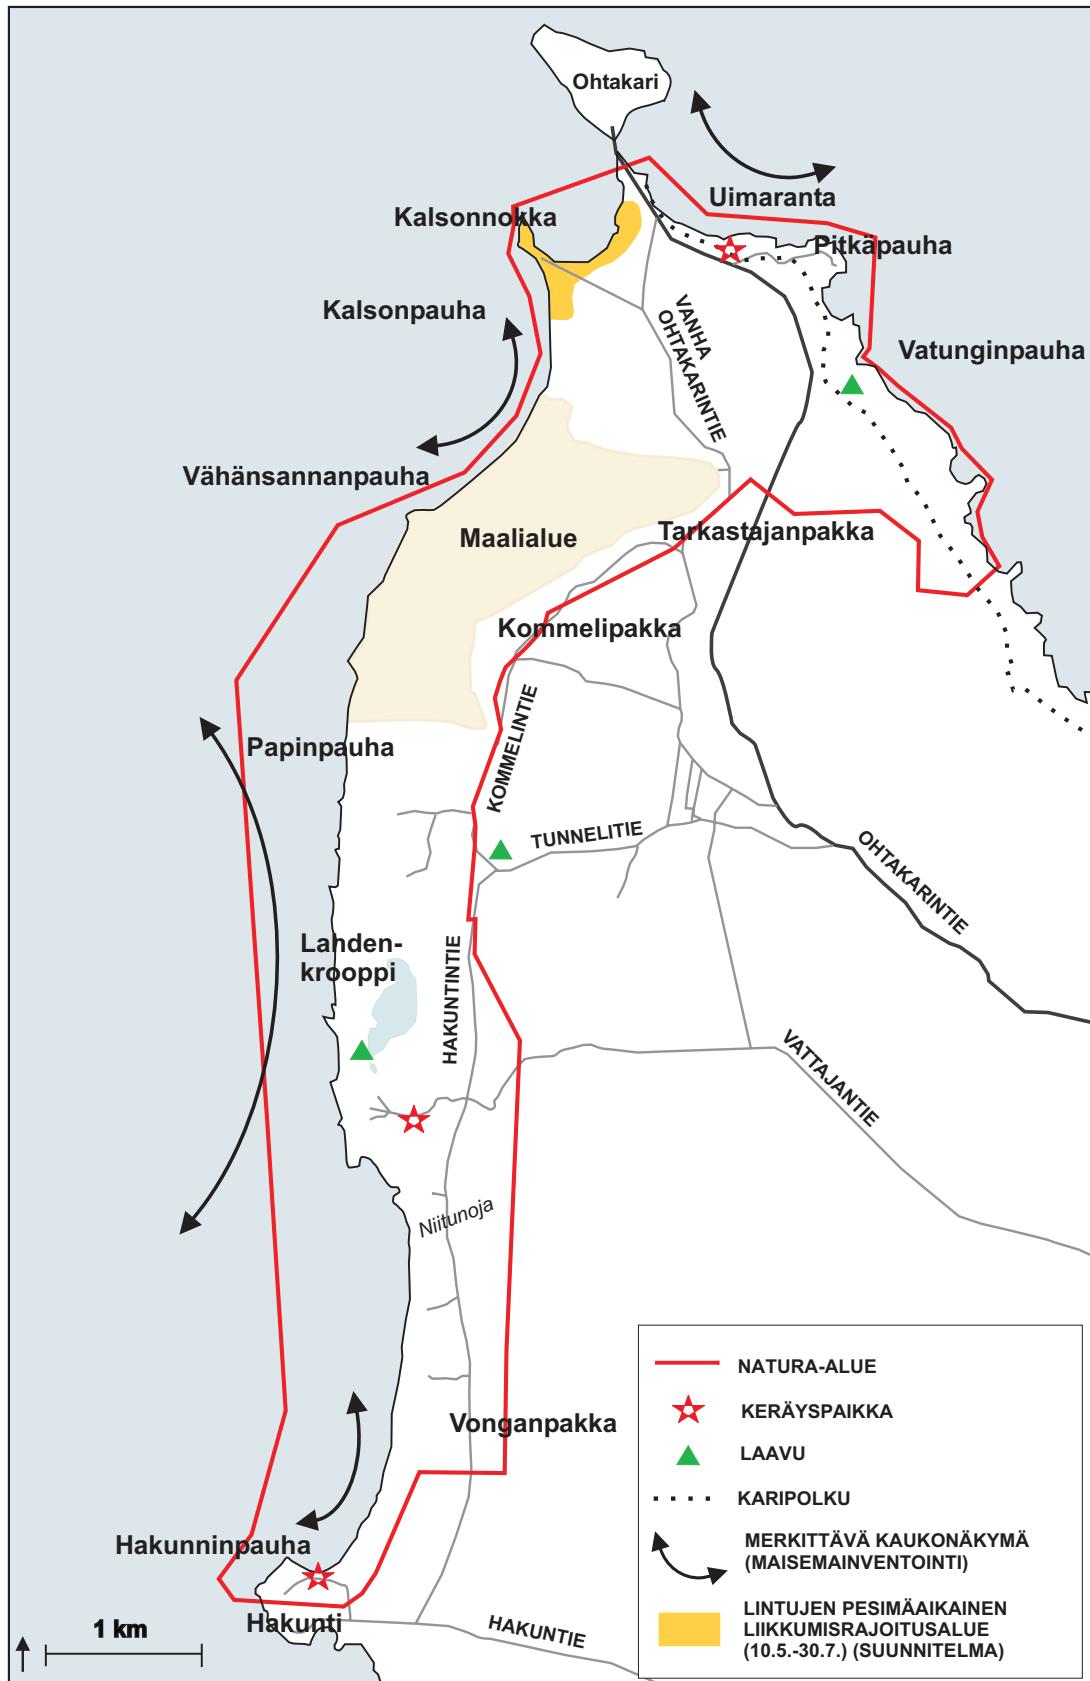 Ohtakari
Uimaranta
Kalsonnokka
Pitkäpauha
Kalsonpauha
VANHA
OHTAKARINTIE
Vatunginpauha
Vähänsannanpauha
Maalialue
Tarkastajanpakka
Kommelipakka
KOMMELINTIE
Papinpauha
TUNNELITIE
OHTAKARINTIE
Lahden-
krooppi
HAKUNTINTIE
VATTAJANTIE
Niitunoja
Vonganpakka
Hakunninpauha
Hakunti
HAKUNTIE
1 km
NATURA-ALUE
KERÄYSPAIKKA
LAAVU
KARIPOLKU
MERKITTÄVÄ KAUKONÄKYMÄ
(MAISEMAINVENTOINTI)
LINTUJEN PESIMÄAIKAINEN
LIIKKUMISRAJOITUSALUE
(10.5.-30.7.) (SUUNNITELMA)